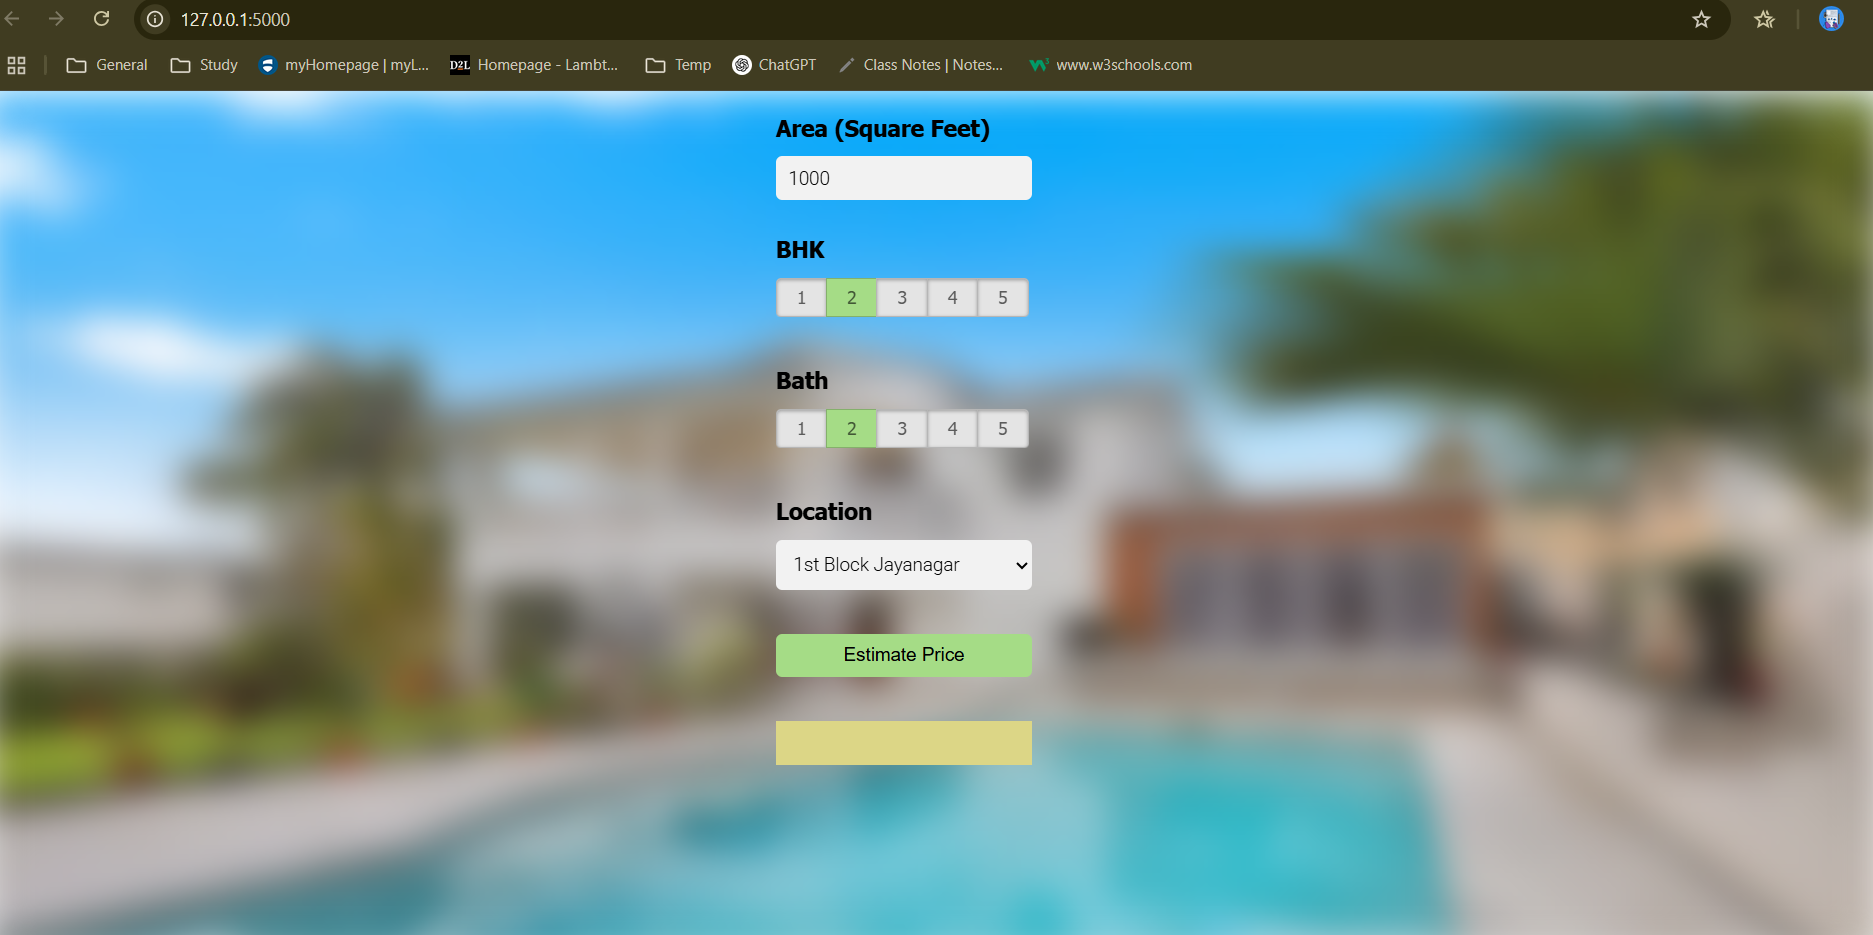 127.0.0.1:5000
General Study myHomepage | myL... D2L Homepage - Lambt... Temp ChatGPT Class Notes | Notes... www.w3schools.com
Area (Square Feet)
1000
BHK
1 2 3 4 5
Bath
1 2 3 4 5
Location
1st Block Jayanagar
Estimate Price